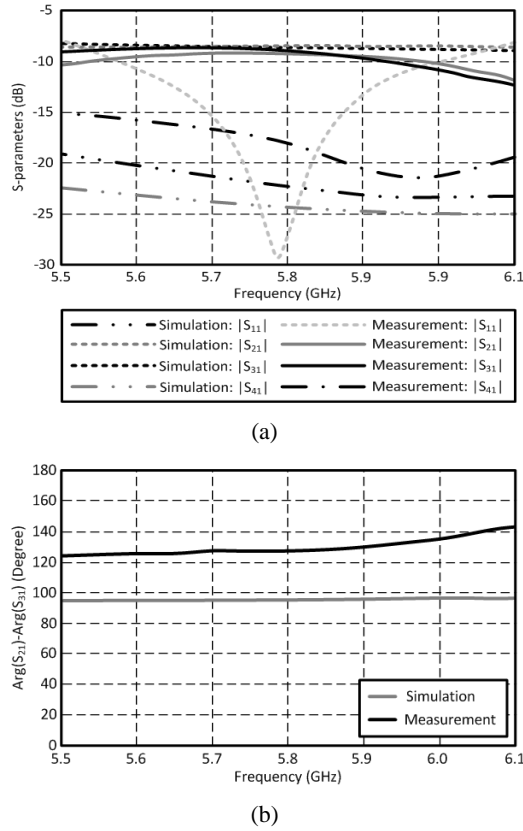 -5
-10
-15
-20
-25
-30
S-parameters (dB)
5.5 5.6 5.7 5.8 5.9 5.9 6.1
Frequency (GHz)
Simulation: |S11| Measurement: |S11|
Simulation: |S21| Measurement: |S21|
Simulation: |S31| Measurement: |S31|
Simulation: |S41| Measurement: |S41|
(a)
180
160
140
120
100
80
60
40
20
0
Arg(S21)-Arg(S31) (Degree)
Simulation
Measurement
5.5 5.6 5.7 5.8 5.9 6.0 6.1
Frequency (GHz)
(b)